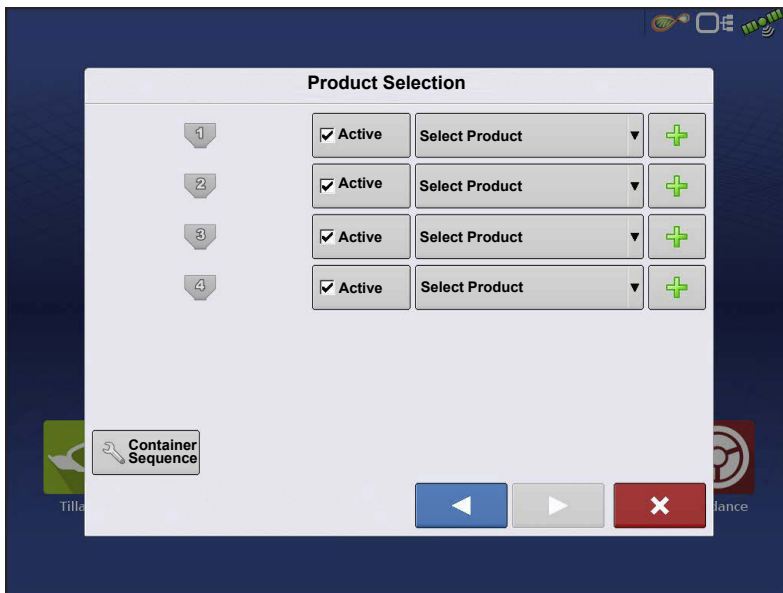 Product Selection
1 Active Select Product
2 Active Select Product
3 Active Select Product
4 Active Select Product
Container
Sequence
Tilla
dance